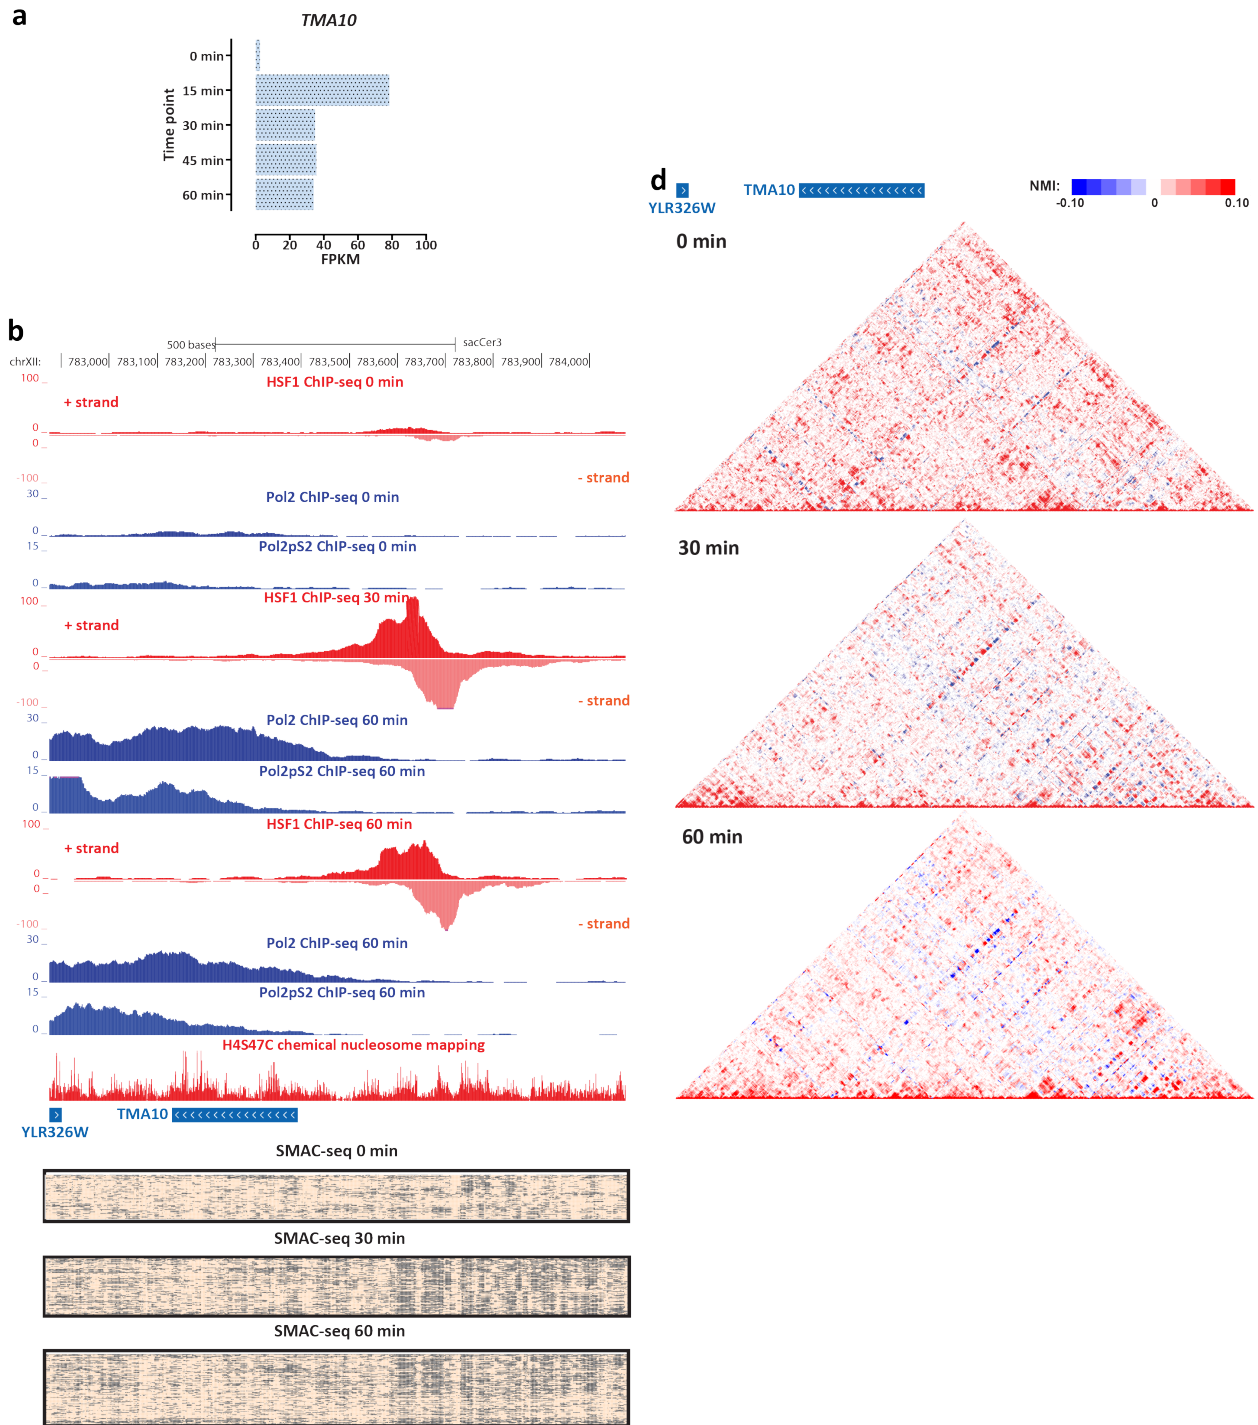 a
TMA10
0 min
15 min
30 min
45 min
60 min
Time point
0 20 40 60 80 100
FPKM
b
500 bases sacCer3
chrXII: 783,000 783,100 783,200 783,300 783,400 783,500 783,600 783,700 783,800 783,900 784,000
100
HSF1 ChIP-seq 0 min
+ strand
0
0
-100
- strand
30
Pol2 ChIP-seq 0 min
0
15
Pol2pS2 ChIP-seq 0 min
0
HSF1 ChIP-seq 30 min
100
+ strand
0
0
- strand
-100
30
Pol2 ChIP-seq 60 min
0
15
Pol2pS2 ChIP-seq 60 min
0
100
HSF1 ChIP-seq 60 min
+ strand
0
0
-100
- strand
30
Pol2 ChIP-seq 60 min
0
15
Pol2pS2 ChIP-seq 60 min
0
H4S47C chemical nucleosome mapping
TMA10
YLR326W
SMAC-seq 0 min
SMAC-seq 30 min
SMAC-seq 60 min
d
TMA10
YLR326W
NMI:
-0.10 0 0.10
0 min
30 min
60 min